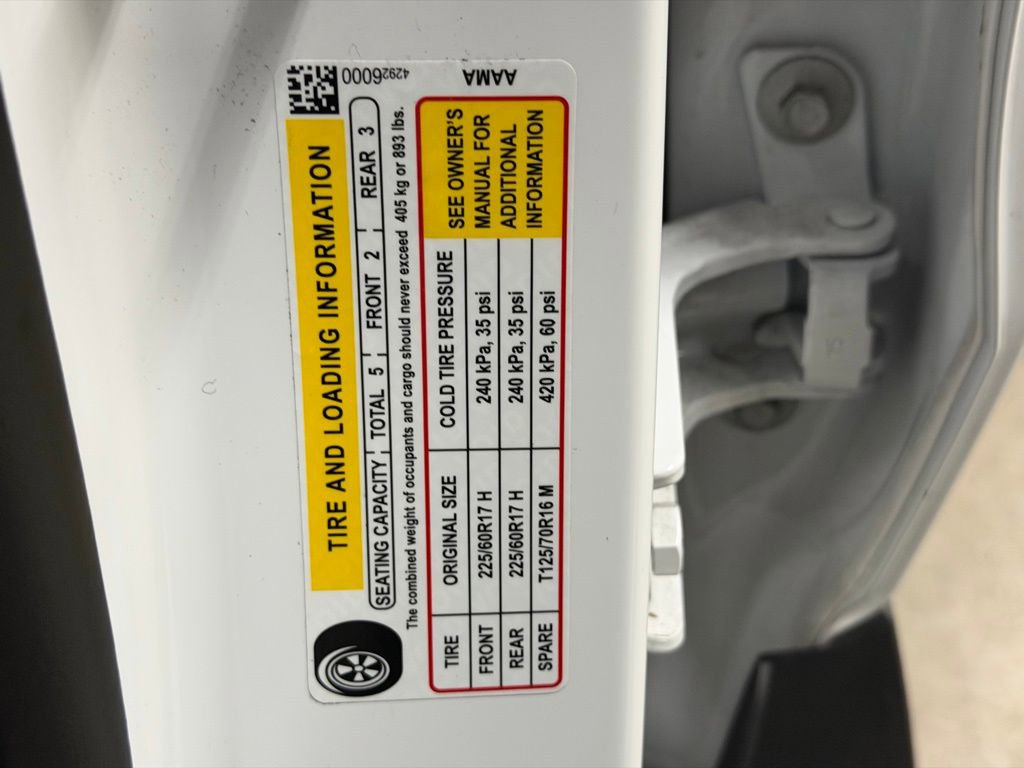 42926000
AAMA
TIRE AND LOADING INFORMATION
SEATING CAPACITY TOTAL 5 FRONT 2 REAR 3
The combined weight of occupants and cargo should never exceed 405 kg or 893 lbs.
TIRE ORIGINAL SIZE COLD TIRE PRESSURE SEE OWNER'S
FRONT 225/60R17 H 240 kPa, 35 psi MANUAL FOR
REAR 225/60R17 H 240 kPa, 35 psi ADDITIONAL
SPARE T125/70R16 M 420 kPa, 60 psi INFORMATION